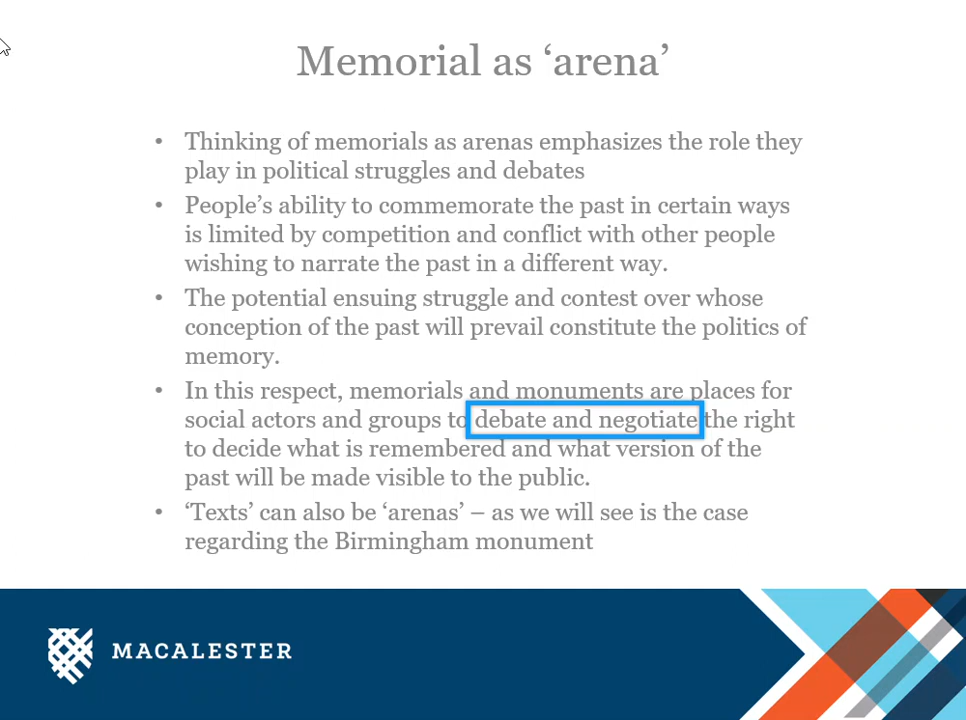 Memorial as ‘arena’
• Thinking of memorials as arenas emphasizes the role they
play in political struggles and debates
• People’s ability to commemorate the past in certain ways
is limited by competition and conflict with other people
wishing to narrate the past in a different way.
• The potential ensuing struggle and contest over whose
conception of the past will prevail constitute the politics of
memory.
• In this respect, memorials and monuments are places for
social actors and groups to debate and negotiate the right
to decide what is remembered and what version of the
past will be made visible to the public.
• ‘Texts’ can also be ‘arenas’ – as we will see is the case
regarding the Birmingham monument
MACALESTER